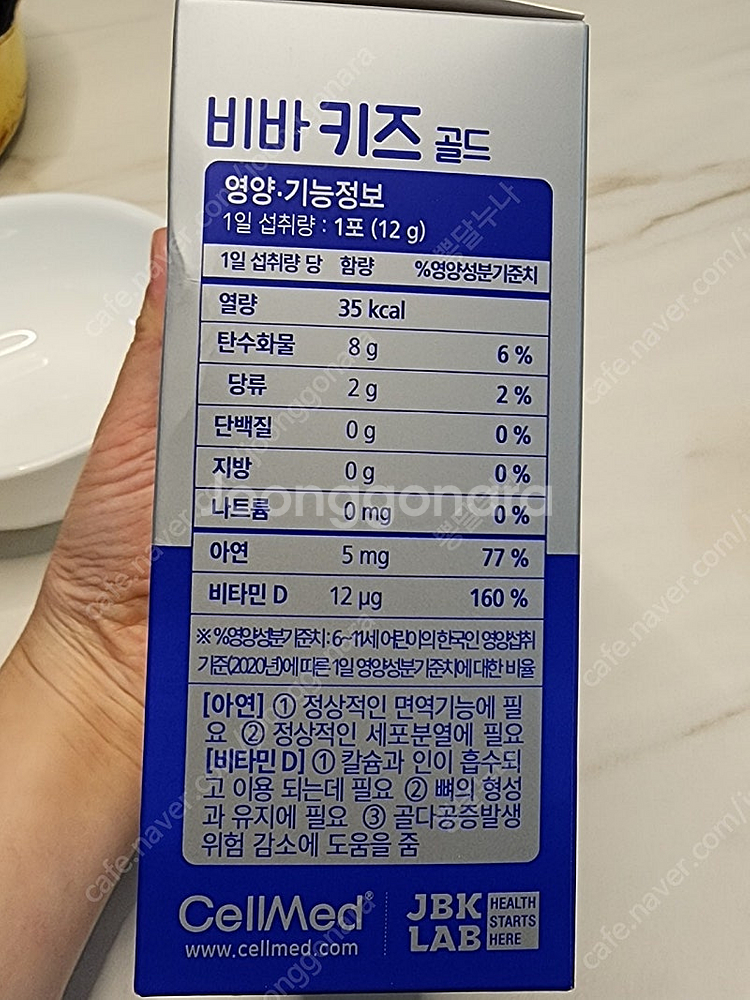 비바 키즈 골드
영양·기능정보
1일 섭취량 : 1포 (12 g)
1일 섭취량 당 함량 %영양성분기준치
열량 35 kcal
탄수화물 8 g 6 %
당류 2 g 2 %
단백질 0 g 0 %
지방 0 g 0 %
나트륨 0 mg 0 %
아연 5 mg 77 %
비타민 D 12 µg 160 %
※ %영양성분기준치 : 6~11세 어린이의 한국인 영양섭취
기준(2020년)에 따른 1일 영양성분기준치에 대한 비율
[아연] ① 정상적인 면역기능에 필
요 ② 정상적인 세포분열에 필요
[비타민 D] ① 칼슘과 인이 흡수되
고 이용 되는데 필요 ② 뼈의 형성
과 유지에 필요 ③ 골다공증발생
위험 감소에 도움을 줌
CellMed®
www.cellmed.com
JBK
LAB
HEALTH
STARTS
HERE
Joonggonara
cafe.naver.com/joonggonara